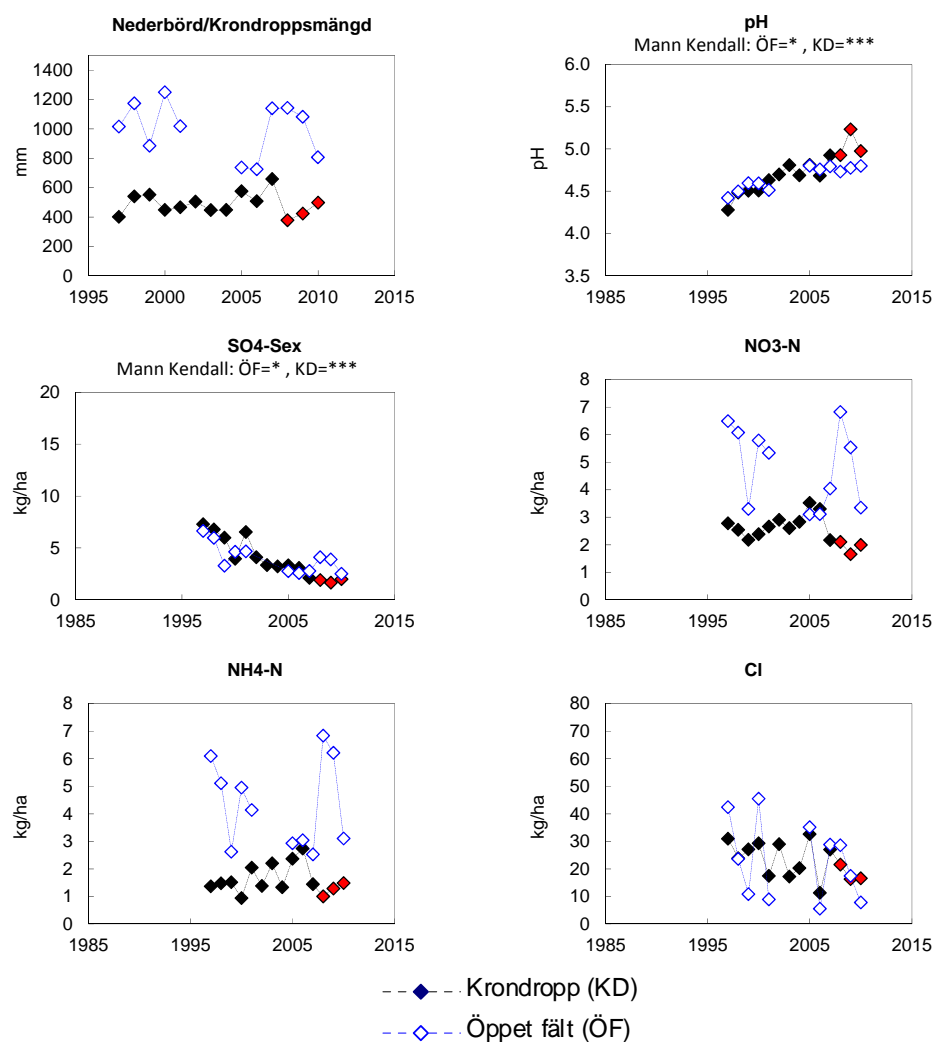 Nederbörd/Krondroppsmängd
1400
1200
1000
800
600
400
200
0
mm
1995 2000 2005 2010 2015
pH
Mann Kendall: ÖF=* , KD=***
6.0
5.5
5.0
4.5
4.0
3.5
pH
1985 1995 2005 2015
SO4-Sex
Mann Kendall: ÖF=* , KD=***
20
15
10
5
0
kg/ha
1985 1995 2005 2015
NO3-N
8
7
6
5
4
3
2
1
0
kg/ha
1985 1995 2005 2015
NH4-N
8
7
6
5
4
3
2
1
0
kg/ha
1985 1995 2005 2015
Cl
80
70
60
50
40
30
20
10
0
kg/ha
1985 1995 2005 2015
Krondropp (KD)
Öppet fält (ÖF)